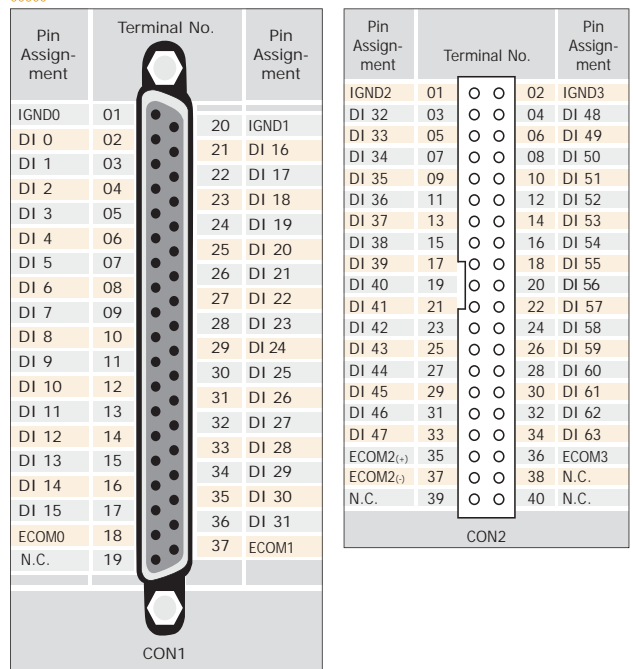 Pin Assign-ment Terminal No. Pin Assign-ment
IGND0 01
DI 0 02 20 IGND1
DI 1 03 21 DI 16
DI 2 04 22 DI 17
DI 3 05 23 DI 18
DI 4 06 24 DI 19
DI 5 07 25 DI 20
DI 6 08 26 DI 21
DI 7 09 27 DI 22
DI 8 10 28 DI 23
DI 9 11 29 DI 24
DI 10 12 30 DI 25
DI 11 13 31 DI 26
DI 12 14 32 DI 27
DI 13 15 33 DI 28
DI 14 16 34 DI 29
DI 15 17 35 DI 30
ECOM0 18 36 DI 31
N.C. 19 37 ECOM1
CON1
Pin Assign-ment Terminal No. Pin Assign-ment
IGND2 01 02 IGND3
DI 32 03 04 DI 48
DI 33 05 06 DI 49
DI 34 07 08 DI 50
DI 35 09 10 DI 51
DI 36 11 12 DI 52
DI 37 13 14 DI 53
DI 38 15 16 DI 54
DI 39 17 18 DI 55
DI 40 19 20 DI 56
DI 41 21 22 DI 57
DI 42 23 24 DI 58
DI 43 25 26 DI 59
DI 44 27 28 DI 60
DI 45 29 30 DI 61
DI 46 31 32 DI 62
DI 47 33 34 DI 63
ECOM2(+) 35 36 ECOM3
ECOM2(-) 37 38 N.C.
N.C. 39 40 N.C.
CON2